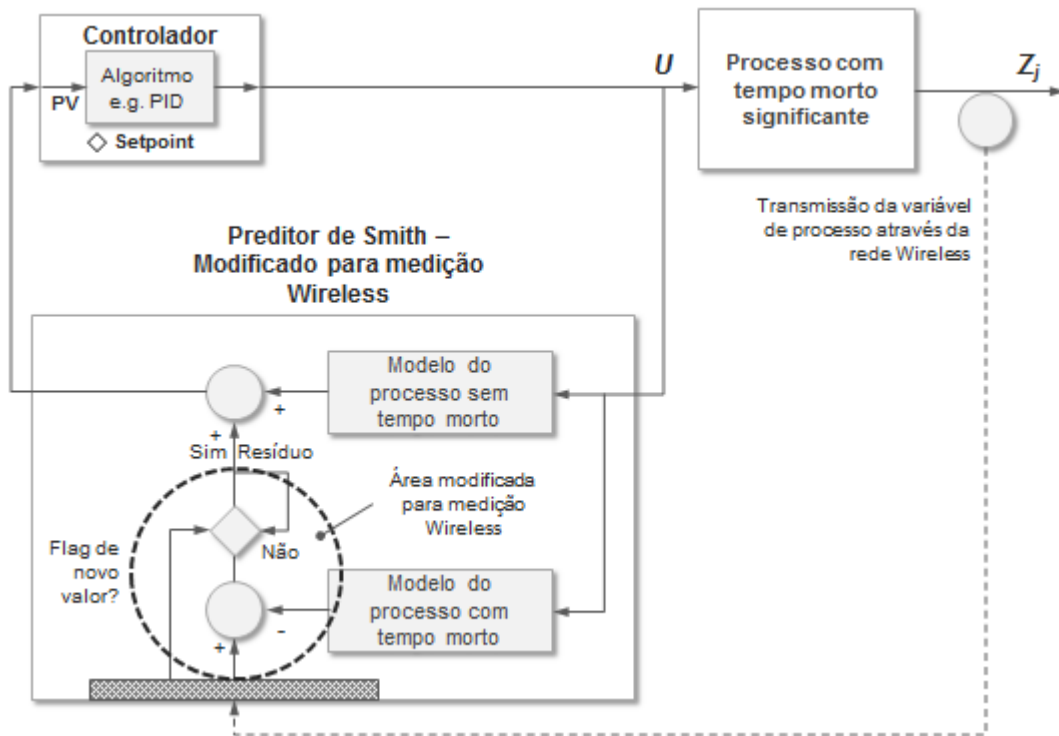 Controlador
Algoritmo
e.g. PID
PV
Setpoint
U
Processo com
tempo morto
significante
Zj
Transmissão da variável
de processo através da
rede Wireless
Preditor de Smith –
Modificado para medição
Wireless
Modelo do
processo sem
tempo morto
+
+
Sim Resíduo
Área modificada
para medição
Wireless
Flag de
novo
valor?
Não
Modelo do
processo com
tempo morto
-
+